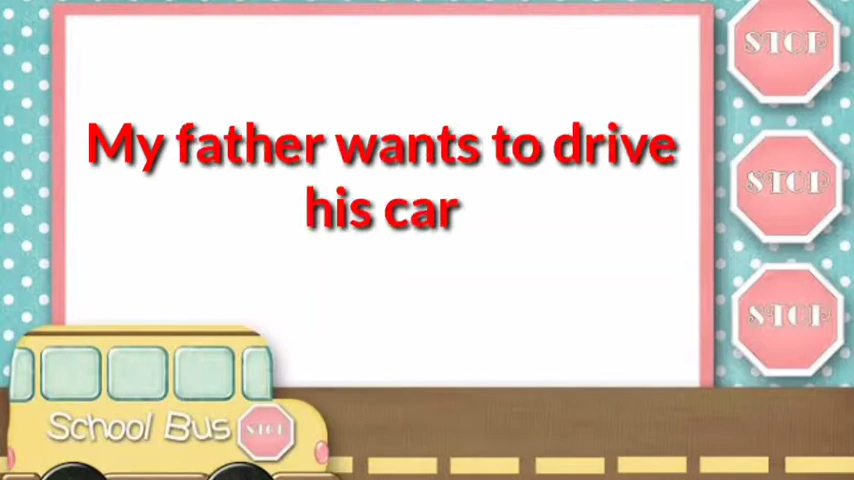 My father wants to drive
his car
STOP
STOP
STOP
School Bus
STOP